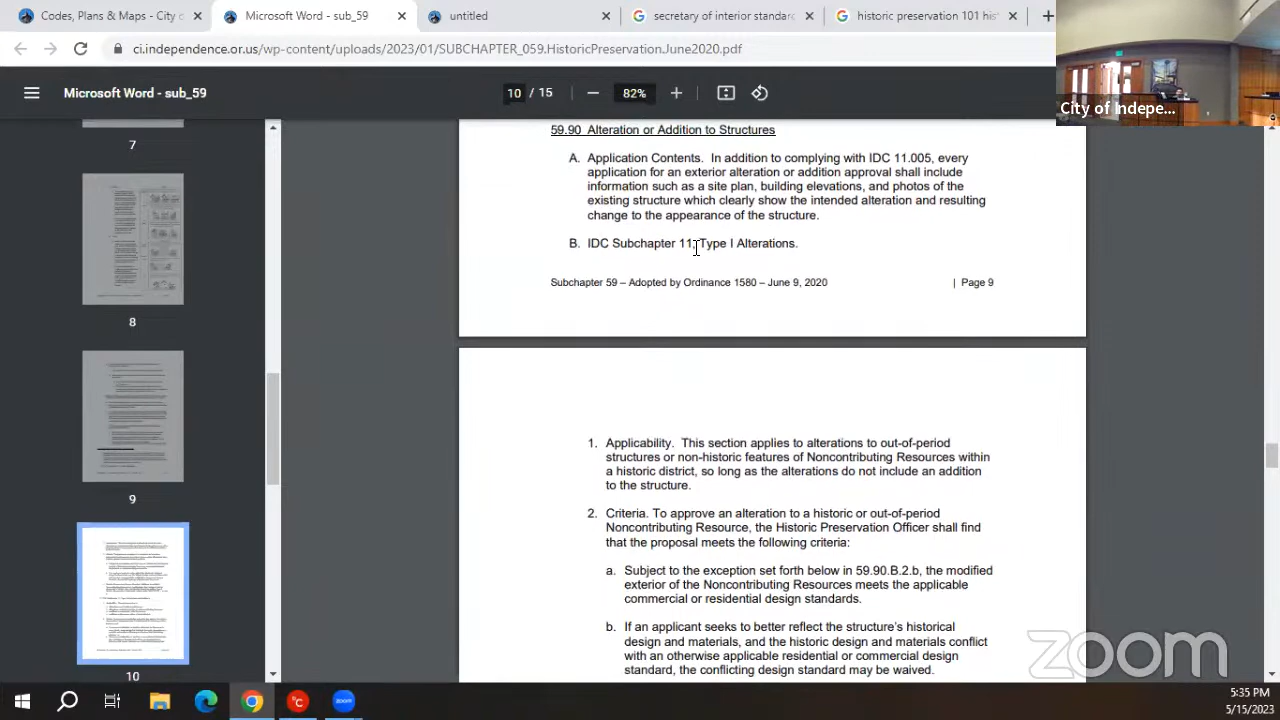 Codes, Plans & Maps - City o
Microsoft Word - sub_59
untitled
secretary of interior standar
historic preservation 101 his
ci.independence.or.us/wp-content/uploads/2023/01/SUBCHAPTER_059.HistoricPreservation.June2020.pdf
City of Indepe...
Microsoft Word - sub_59
10 / 15
82%
7
8
9
10
59.90 Alteration or Addition to Structures
A. Application Contents. In addition to complying with IDC 11.005, every
application for an exterior alteration or addition approval shall include
information such as a site plan, building elevations, and photos of the
existing structure which clearly show the intended alteration and resulting
change to the appearance of the structure.
B. IDC Subchapter 11, Type I Alterations.
Subchapter 59 – Adopted by Ordinance 1580 – June 9, 2020 | Page 9
1. Applicability. This section applies to alterations to out-of-period
structures or non-historic features of Noncontributing Resources within
a historic district, so long as the alterations do not include an addition
to the structure.
2. Criteria. To approve an alteration to a historic or out-of-period
Noncontributing Resource, the Historic Preservation Officer shall find
that the proposal meets the following criteria:
a. Subject to the exception set forth below in 59.90.B.2.b, the modified
exterior of the Noncontributing Resources meets the applicable
commercial or residential design standards.
b. If an applicant seeks to better reflect the structure's historical
design and materials, and the historic design and materials conflict
with an otherwise applicable residential or commercial design
standard, the conflicting design standard may be waived.
zoom
zoom
5:35 PM
5/15/2023